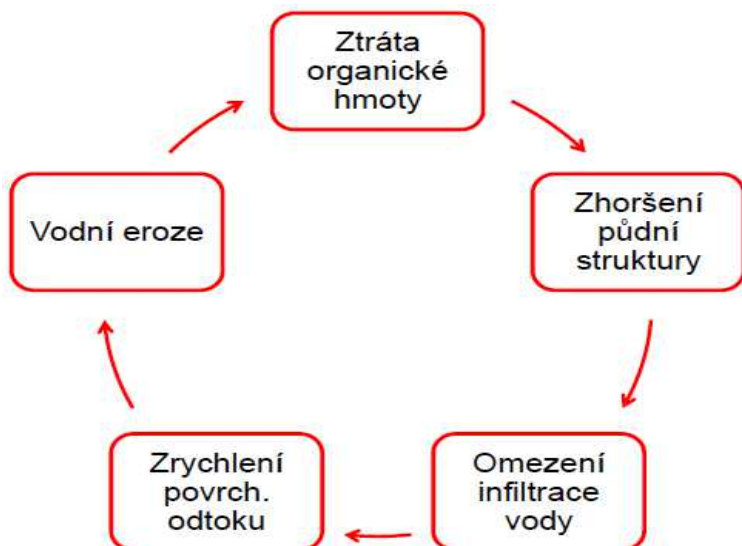 Ztráta
organické
hmoty
Zhoršení
půdní
struktury
Omezení
infiltrace
vody
Zrychlení
povrch.
odtoku
Vodní eroze